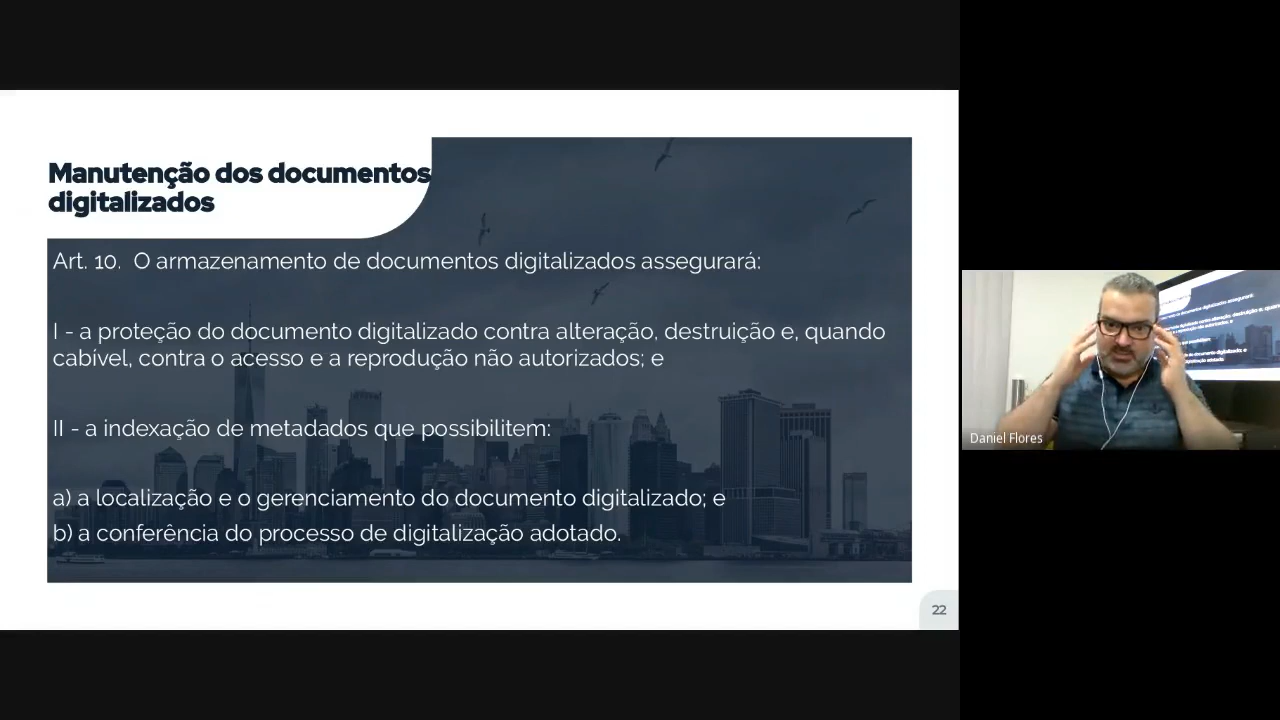 Manutenção dos documentos
digitalizados
Art. 10.  O armazenamento de documentos digitalizados assegurará:
I - a proteção do documento digitalizado contra alteração, destruição e, quando
cabível, contra o acesso e a reprodução não autorizados; e
II - a indexação de metadados que possibilitem:
a) a localização e o gerenciamento do documento digitalizado; e
b) a conferência do processo de digitalização adotado.
22
Daniel Flores